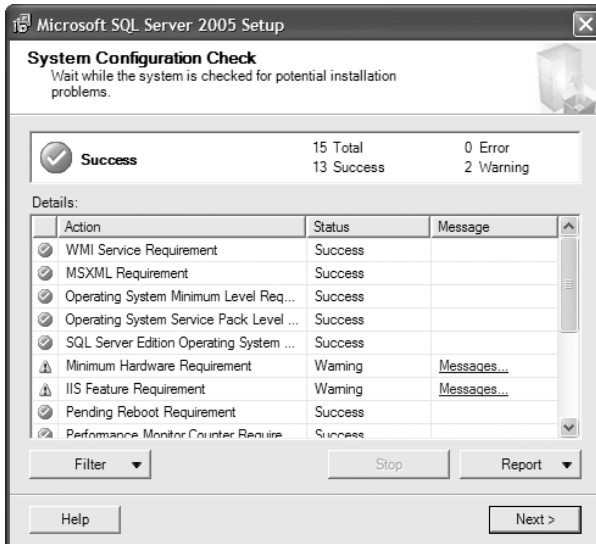 Microsoft SQL Server 2005 Setup
System Configuration Check
Wait while the system is checked for potential installation
problems.
Success
15 Total
0 Error
13 Success
2 Warning
Details:
Action Status Message
WMI Service Requirement Success
MSXML Requirement Success
Operating System Minimum Level Req... Success
Operating System Service Pack Level ... Success
SQL Server Edition Operating System ... Success
Minimum Hardware Requirement Warning Messages...
IIS Feature Requirement Warning Messages...
Pending Reboot Requirement Success
Performance Monitor Counter Require Success
Filter Stop Report
Help Next >